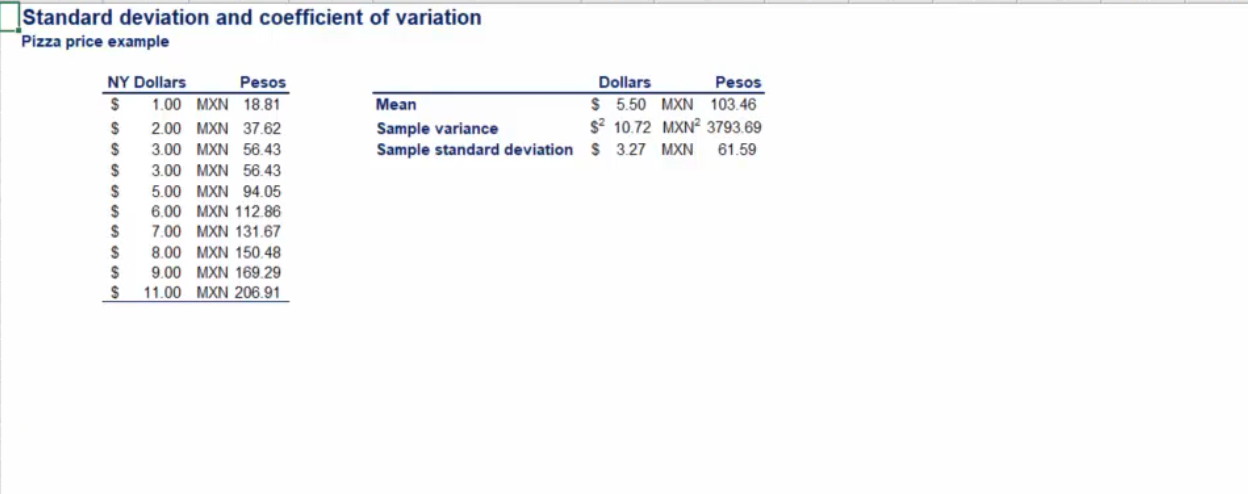 Standard deviation and coefficient of variation
Pizza price example
NY Dollars Pesos
$ 1.00 MXN 18.81
$ 2.00 MXN 37.62
$ 3.00 MXN 56.43
$ 3.00 MXN 56.43
$ 5.00 MXN 94.05
$ 6.00 MXN 112.86
$ 7.00 MXN 131.67
$ 8.00 MXN 150.48
$ 9.00 MXN 169.29
$ 11.00 MXN 206.91
Dollars Pesos
Mean $ 5.50 MXN 103.46
Sample variance $² 10.72 MXN² 3793.69
Sample standard deviation $ 3.27 MXN 61.59